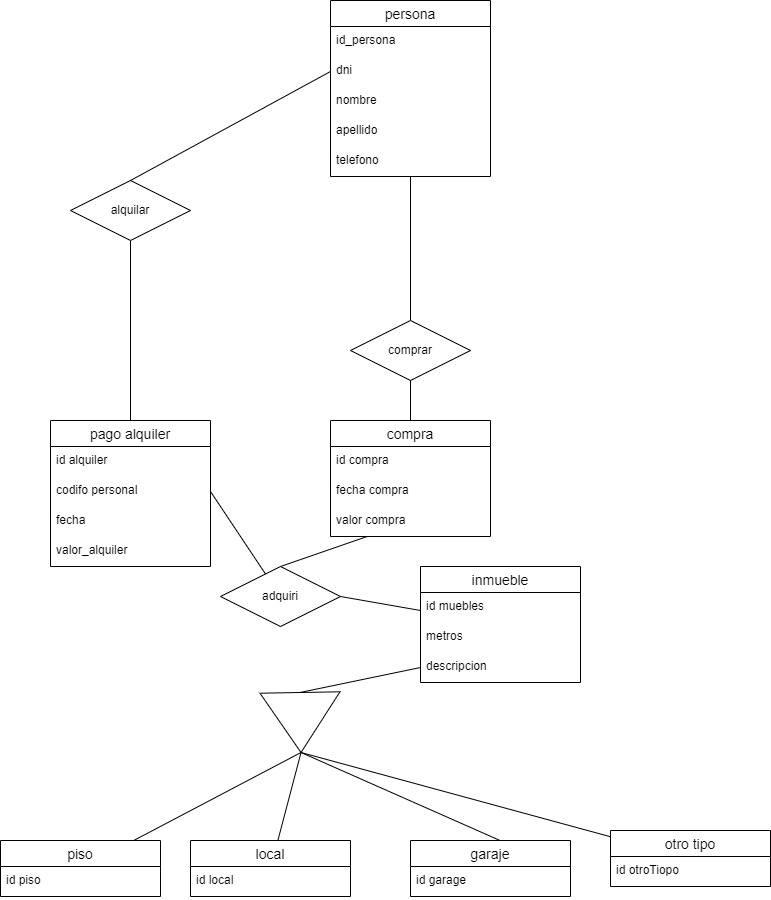 persona
id_persona
dni
nombre
apellido
telefono
alquilar
comprar
pago alquiler
id alquiler
codifo personal
fecha
valor_alquiler
compra
id compra
fecha compra
valor compra
adquiri
inmueble
id muebles
metros
descripcion
piso
id piso
local
id local
garaje
id garage
otro tipo
id otroTiopo